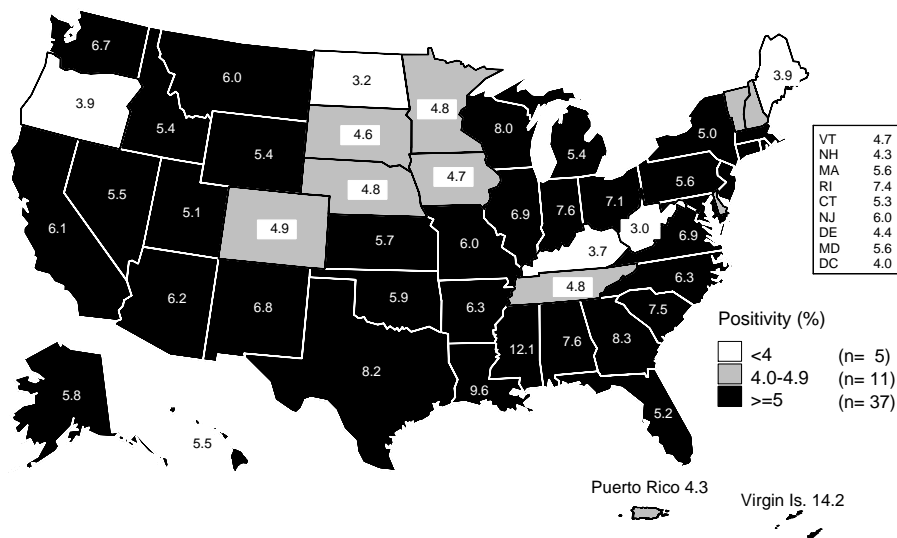 6.7
6.0
3.2
4.8
3.9
3.9
5.4
5.4
4.6
8.0
5.4
5.0
5.5
5.1
4.9
4.8
4.7
6.9
7.6
7.1
5.6
6.1
5.7
6.0
3.7
3.0
6.9
6.2
6.8
5.9
6.3
4.8
6.3
7.5
8.2
9.6
12.1
7.6
8.3
5.2
5.8
5.5
VT 4.7
NH 4.3
MA 5.6
RI 7.4
CT 5.3
NJ 6.0
DE 4.4
MD 5.6
DC 4.0
Positivity (%)
<4 (n= 5)
4.0-4.9 (n= 11)
>=5 (n= 37)
Puerto Rico 4.3
Virgin Is. 14.2